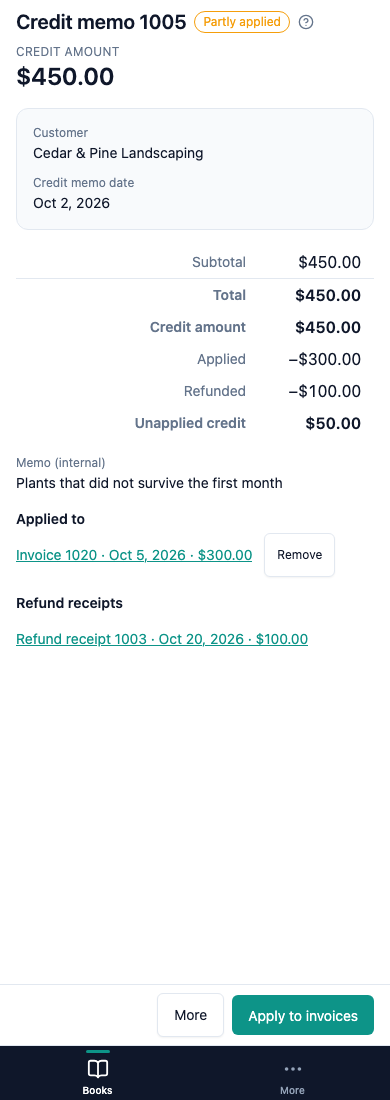 Credit memo 1005 Partly applied
CREDIT AMOUNT
$450.00
Customer
Cedar & Pine Landscaping
Credit memo date
Oct 2, 2026
Subtotal $450.00
Total $450.00
Credit amount $450.00
Applied –$300.00
Refunded –$100.00
Unapplied credit $50.00
Memo (internal)
Plants that did not survive the first month
Applied to
Invoice 1020 · Oct 5, 2026 · $300.00 Remove
Refund receipts
Refund receipt 1003 · Oct 20, 2026 · $100.00
More Apply to invoices
Books More